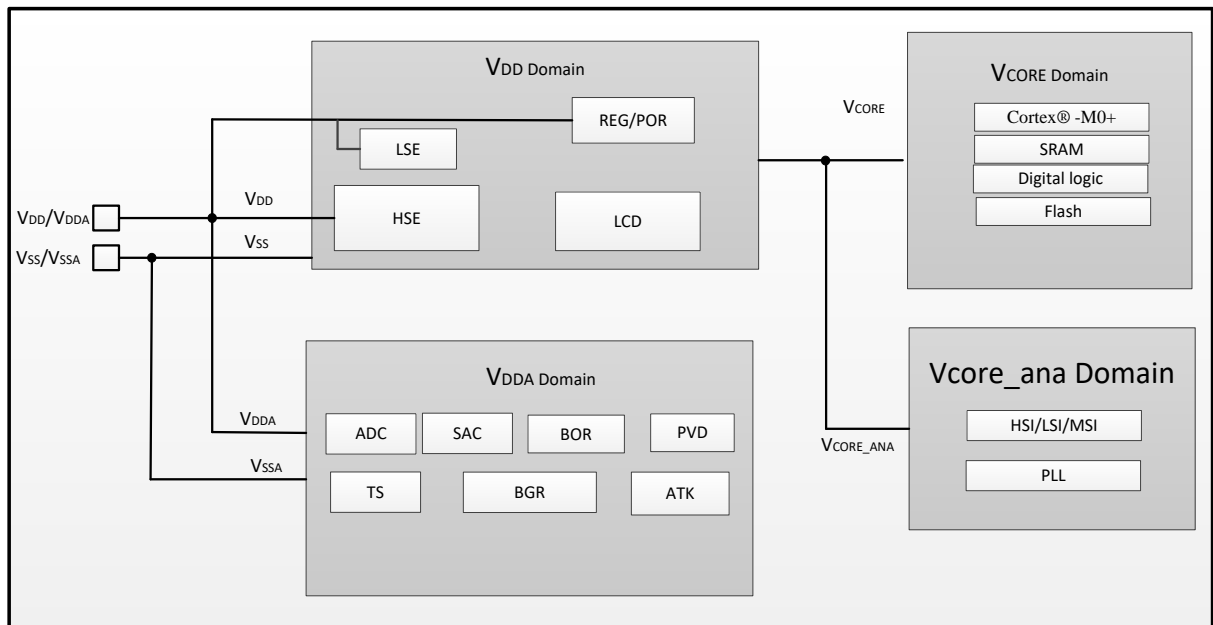 VDD Domain
REG/POR
LSE
HSE
LCD
VDD/VDDA
VSS/VSSA
VDD
VSS
VDDA Domain
ADC
SAC
BOR
PVD
TS
BGR
ATK
VDDA
VSSA
VCORE
VCORE Domain
Cortex® -M0+
SRAM
Digital logic
Flash
VCORE_ANA
Vcore_ana Domain
HSI/LSI/MSI
PLL